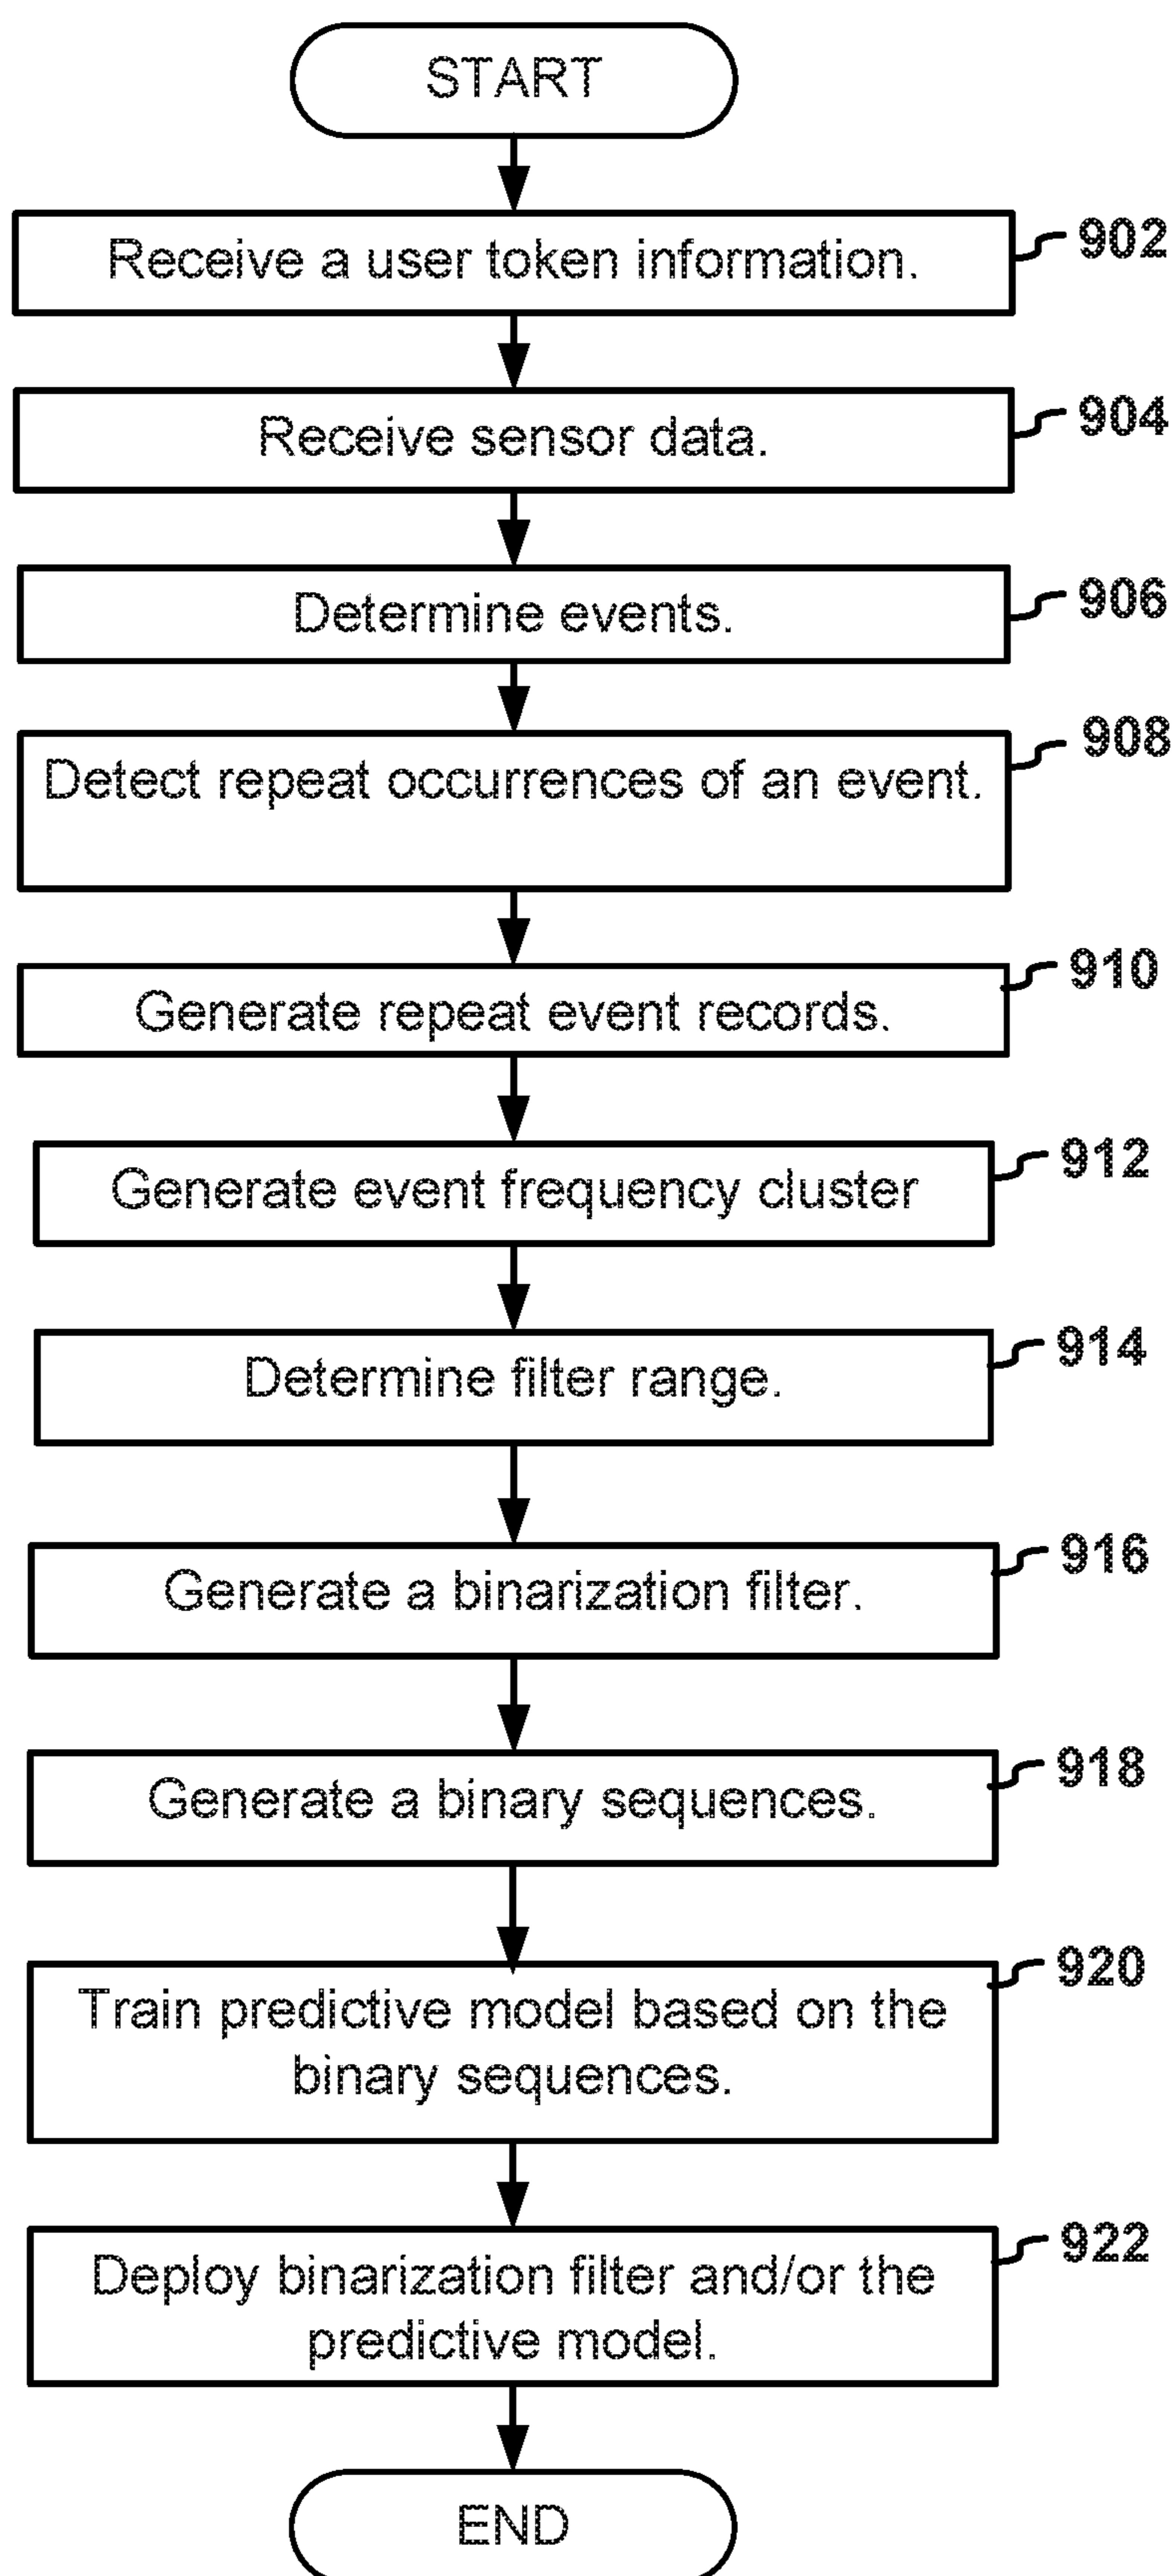 START
Receive a user token information.
902
Receive sensor data.
904
Determine events.
906
Detect repeat occurrences of an event.
908
Generate repeat event records.
910
Generate event frequency cluster
912
Determine filter range.
914
Generate a binarization filter.
916
Generate a binary sequences.
918
Train predictive model based on the
binary sequences.
920
Deploy binarization filter and/or the
predictive model.
922
END